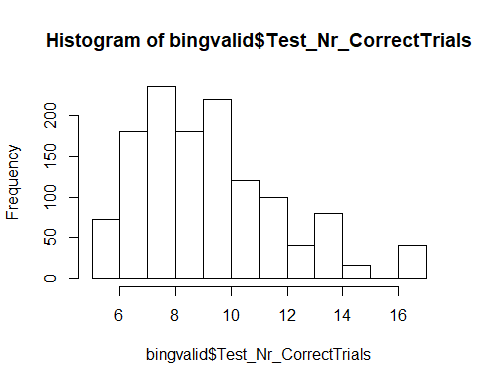 Histogram of bingvalid$Test_Nr_CorrectTrials
Frequency
200
150
100
50
0
6 8 10 12 14 16
bingvalid$Test_Nr_CorrectTrials